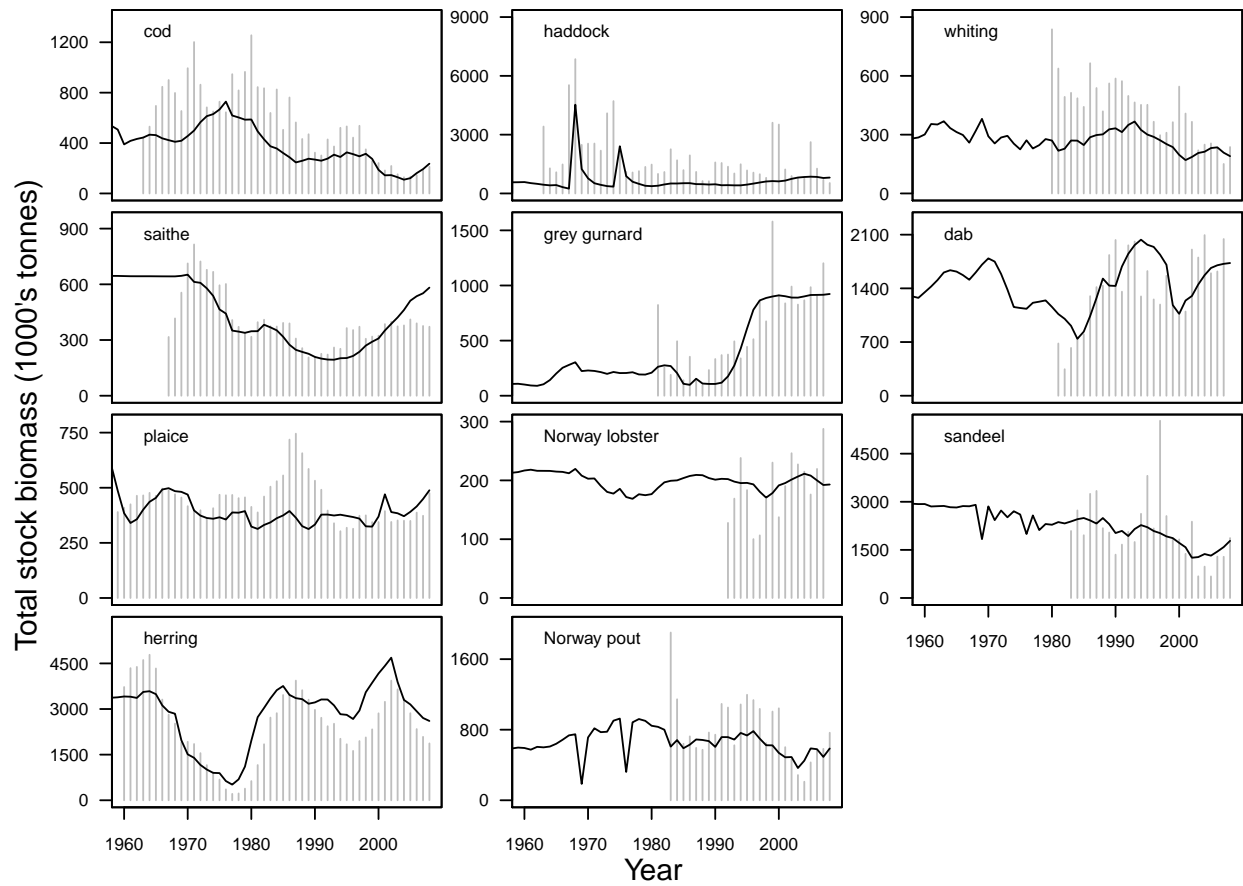 cod
1200
800
400
0
haddock
9000
6000
3000
0
whiting
900
600
300
0
saithe
900
600
300
0
grey gurnard
1500
1000
500
0
dab
2100
1400
700
0
plaice
750
500
250
0
Norway lobster
300
200
100
0
sandeel
4500
3000
1500
0
1960 1970 1980 1990 2000
herring
4500
3000
1500
0
1960 1970 1980 1990 2000
Norway pout
1600
800
0
1960 1970 1980 1990 2000
Total stock biomass (1000's tonnes)
Year